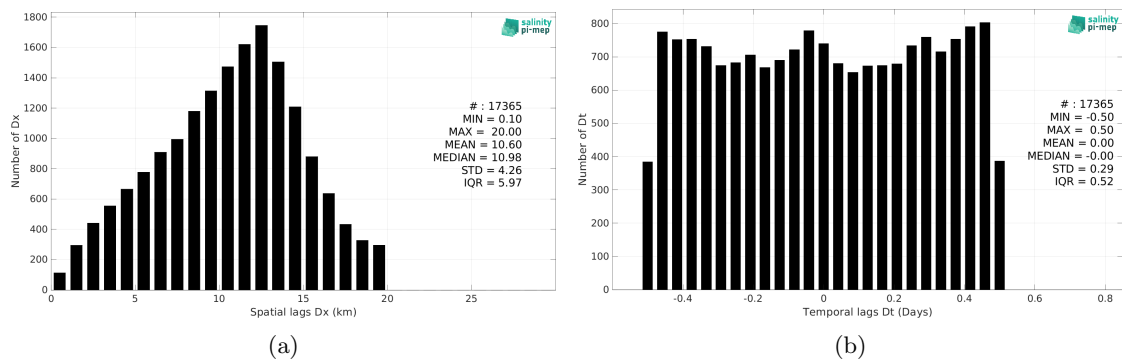 1800
1600
1400
1200
1000
800
600
400
200
0
Number of Dx
0 5 10 15 20 25
Spatial lags Dx (km)
salinity
pi-mep
# : 17365
MIN = 0.10
MAX = 20.00
MEAN = 10.60
MEDIAN = 10.98
STD = 4.26
IQR = 5.97
(a)
800
700
600
500
400
300
200
100
0
Number of Dt
-0.4 -0.2 0 0.2 0.4 0.6 0.8
Temporal lags Dt (Days)
salinity
pi-mep
# : 17365
MIN = -0.50
MAX = 0.50
MEAN = 0.00
MEDIAN = -0.00
STD = 0.29
IQR = 0.52
(b)